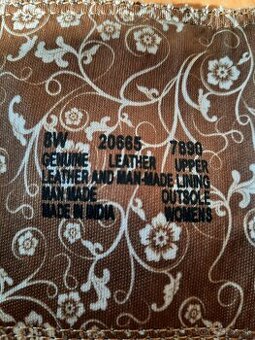 8W 20665 7890
GENUINE LEATHER UPPER
LEATHER AND MAN-MADE LINING
MAN MADE OUTSOLE
MADE IN INDIA WOMENS